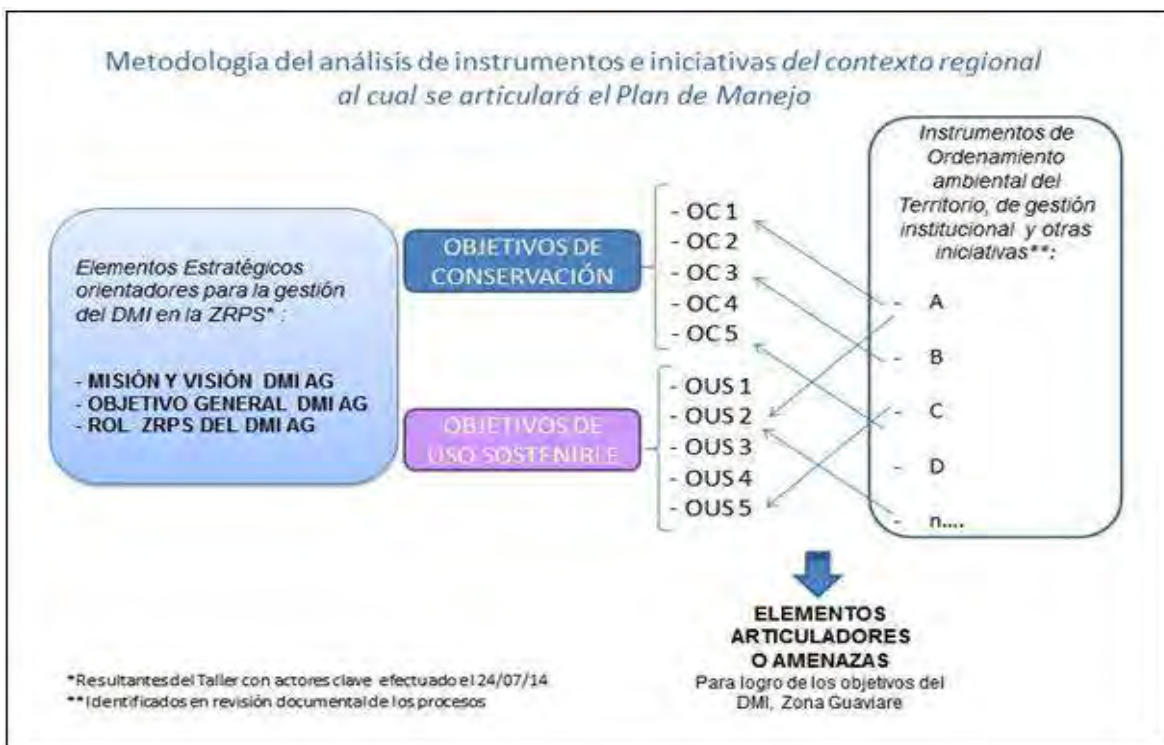 Metodología del análisis de instrumentos e iniciativas del contexto regional
al cual se articulará el Plan de Manejo
Elementos Estratégicos
orientadores para la gestión
del DMI en la ZRPS* :
- MISIÓN Y VISIÓN DMI AG
- OBJETIVO GENERAL DMI AG
- ROL ZRPS DEL DMI AG
OBJETIVOS DE
CONSERVACIÓN
- OC 1
- OC 2
- OC 3
- OC 4
- OC 5
OBJETIVOS DE
USO SOSTENIBLE
- OUS 1
- OUS 2
- OUS 3
- OUS 4
- OUS 5
Instrumentos de
Ordenamiento
ambiental del
Territorio, de gestión
institucional y otras
iniciativas**:
- A
- B
- C
- D
- n....
ELEMENTOS
ARTICULADORES
O AMENAZAS
Para logro de los objetivos del
DMI, Zona Guaviare
*Resultantes del Taller con actores clave efectuado el 24/07/14
**Identificados en revisión documental de los procesos